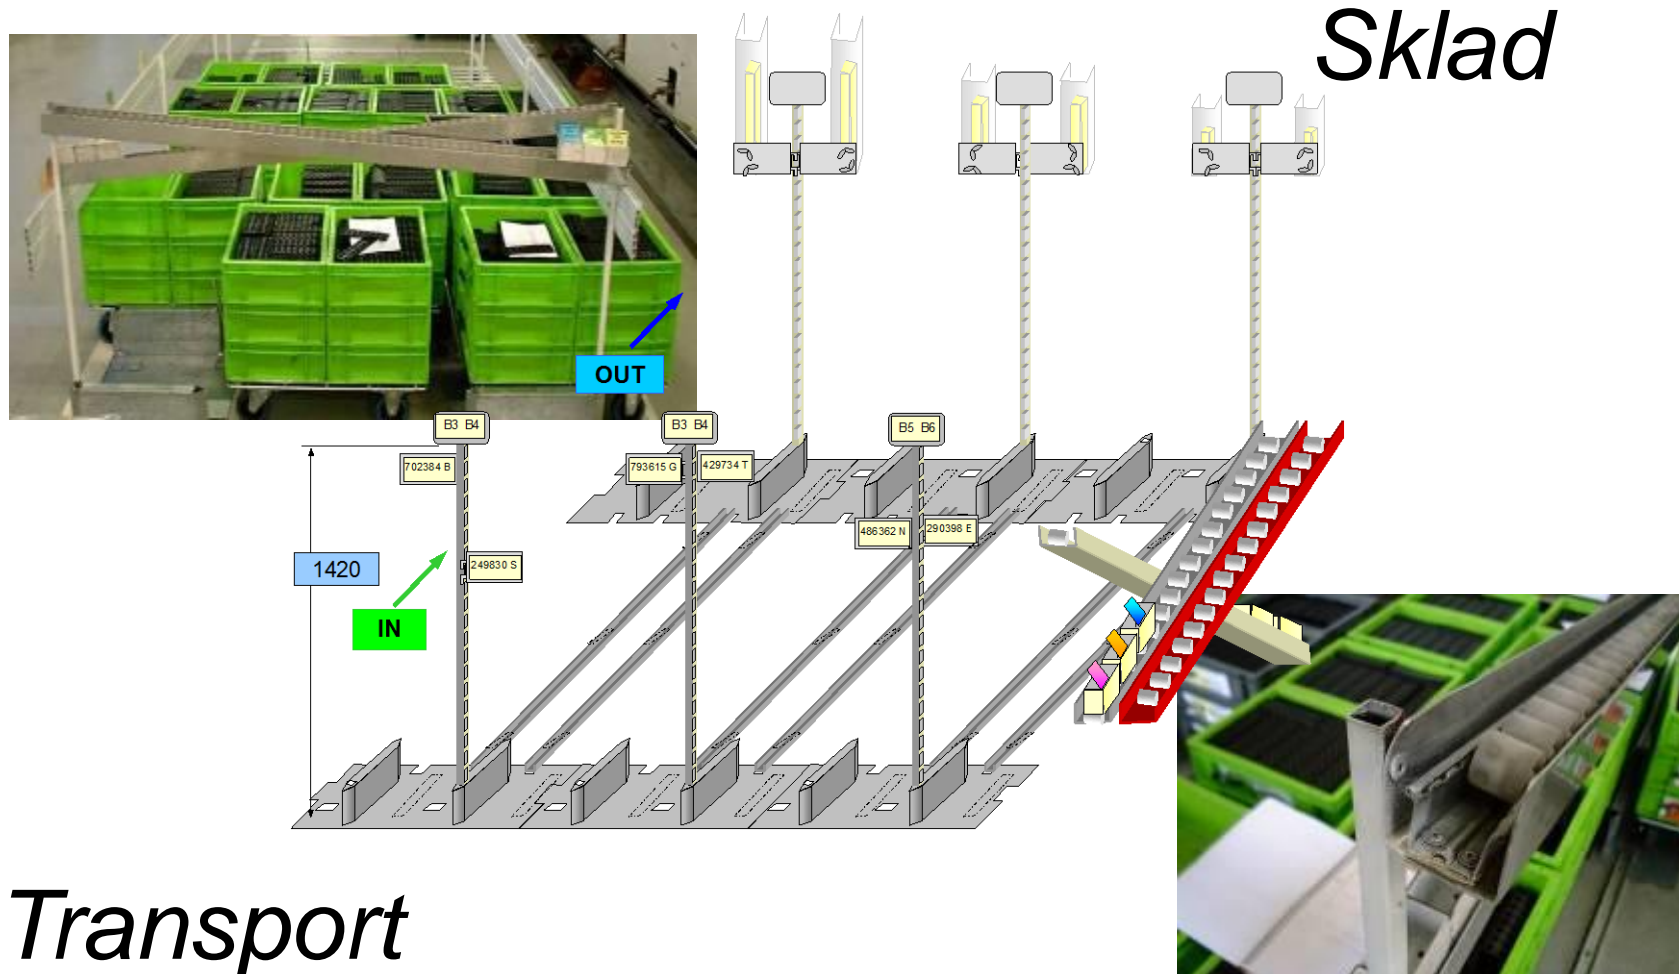 Sklad
OUT
B3 B4
B3 B4
B5 B6
702384 B
793615 G
429734 T
486362 N
290398 E
249830 S
1420
IN
Transport